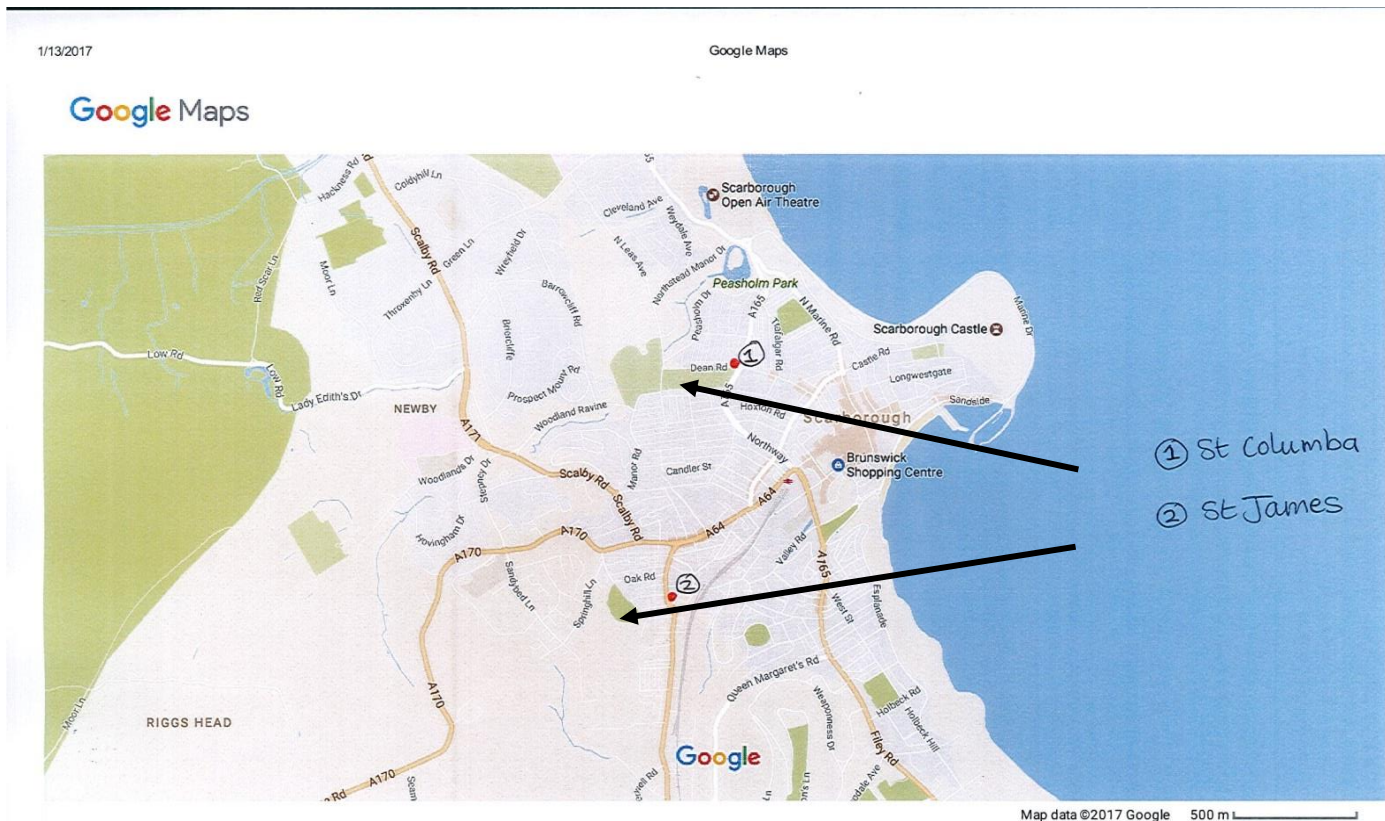 1/13/2017
Google Maps
Google Maps
Scarborough
Open Air Theatre
Hackness Rd
Coldyhill Ln
Cleveland Ave
Weydale Ave
Scalby Rd
Green Ln
Wreyfield Dr
N Leas Ave
Northstead Manor Dr
Red Scar Ln
Moor Ln
Throxenby Ln
Barrowcliff Rd
Peasholm Park
Peasholm Dr
A165
Trafalgar Rd
N Marine Rd
Marine Dr
Scarborough Castle
Briercliffe
Low Rd
Low Rd
Lady Edith's Dr
Dean Rd
1
Castle Rd
Longwestgate
Sandside
Prospect Mount Rd
NEWBY
Woodland Ravine
A165
Hoxton Rd
Scarborough
A171
Northway
1 St Columba
Woodlands Dr
Stepney Dr
Scalby Rd
Manor Rd
Candler St
Brunswick
Shopping Centre
A64
Scalby Rd
2 St James
Hovingham Dr
A170
A170
A64
Valley Rd
A165
Sandybed Ln
Springhill Ln
Oak Rd
2
West St
Esplanade
Queen Margaret's Rd
A170
Weaponness Dr
Holbeck Rd
Holbeck Hill
Moor Ln
RIGGS HEAD
Filey Rd
Google
A170
Map data ©2017 Google 500 m